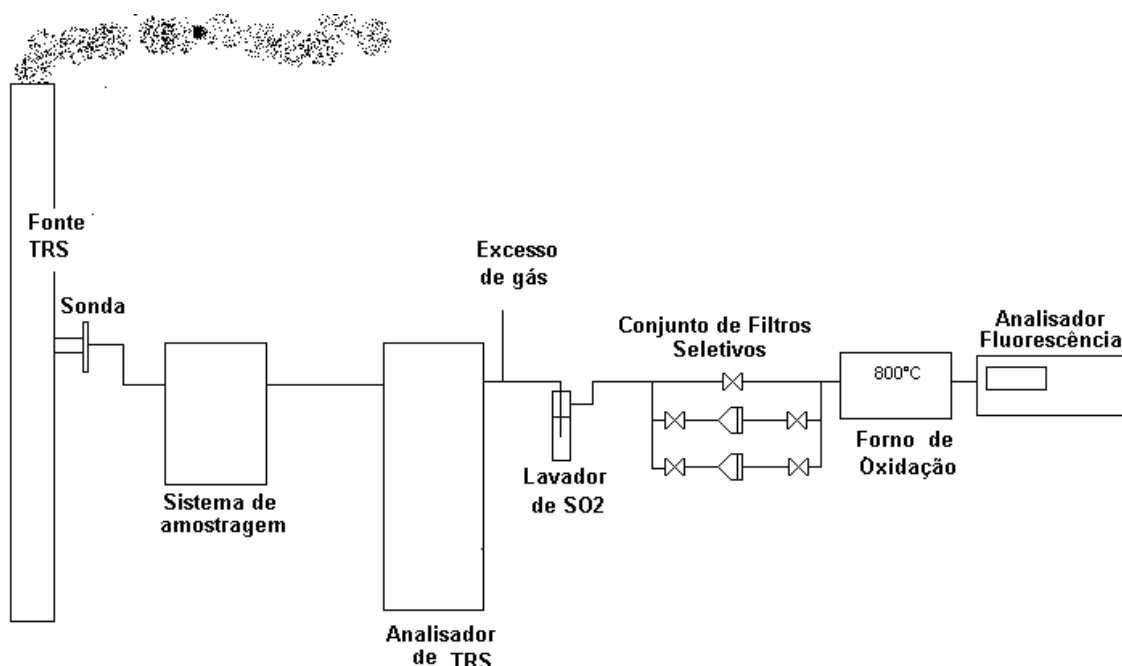 Fonte
TRS
Sonda
Sistema de
amostragem
Analisador
de TRS
Excesso
de gás
Lavador
de SO2
Conjunto de Filtros
Seletivos
800°C
Forno de
Oxidação
Analisador
Fluorescência